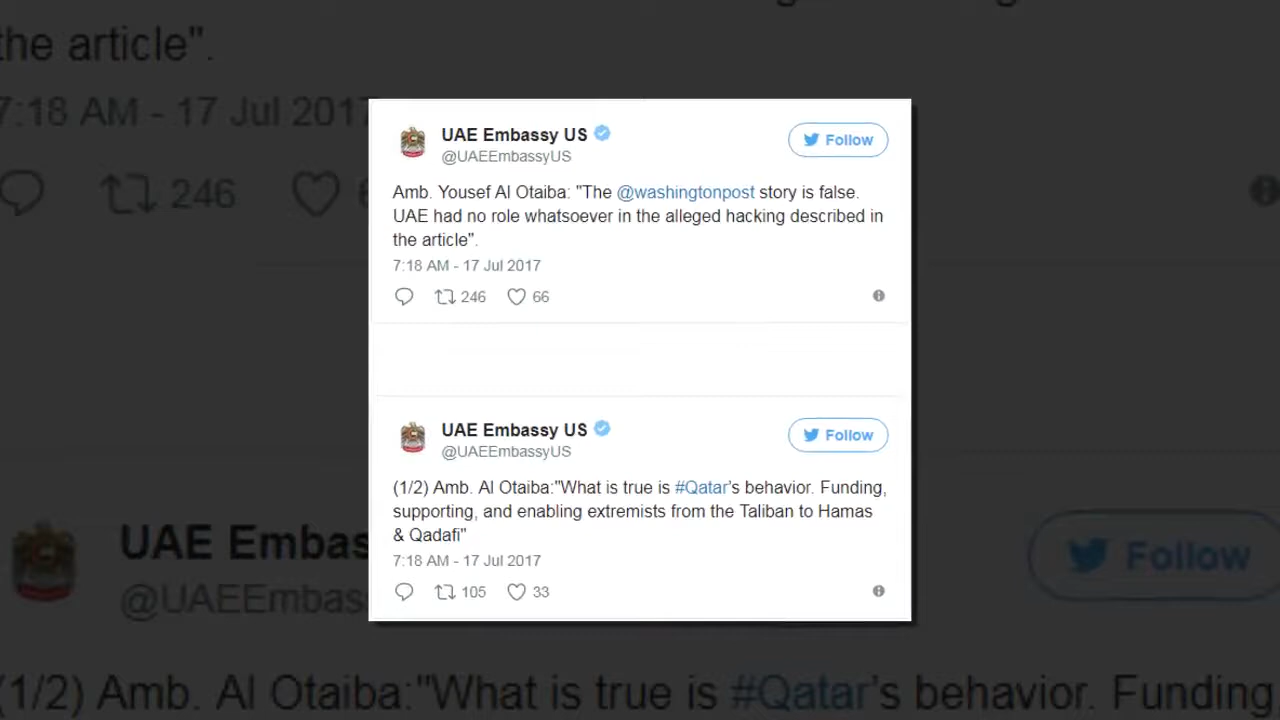 the article".
7:18 AM - 17 Jul 2017
246
UAE Embassy US
Follow
@UAEEmbassyUS
Amb. Yousef Al Otaiba: "The @washingtonpost story is false.
UAE had no role whatsoever in the alleged hacking described in
the article".
7:18 AM - 17 Jul 2017
246 66
UAE Embassy US
Follow
@UAEEmbassyUS
(1/2) Amb. Al Otaiba:"What is true is #Qatar's behavior. Funding,
supporting, and enabling extremists from the Taliban to Hamas
& Qadafi"
7:18 AM - 17 Jul 2017
105 33
UAE Embas
Follow
@UAEEmbas
(1/2) Amb. Al Otaiba:"What is true is #Qatar's behavior. Funding